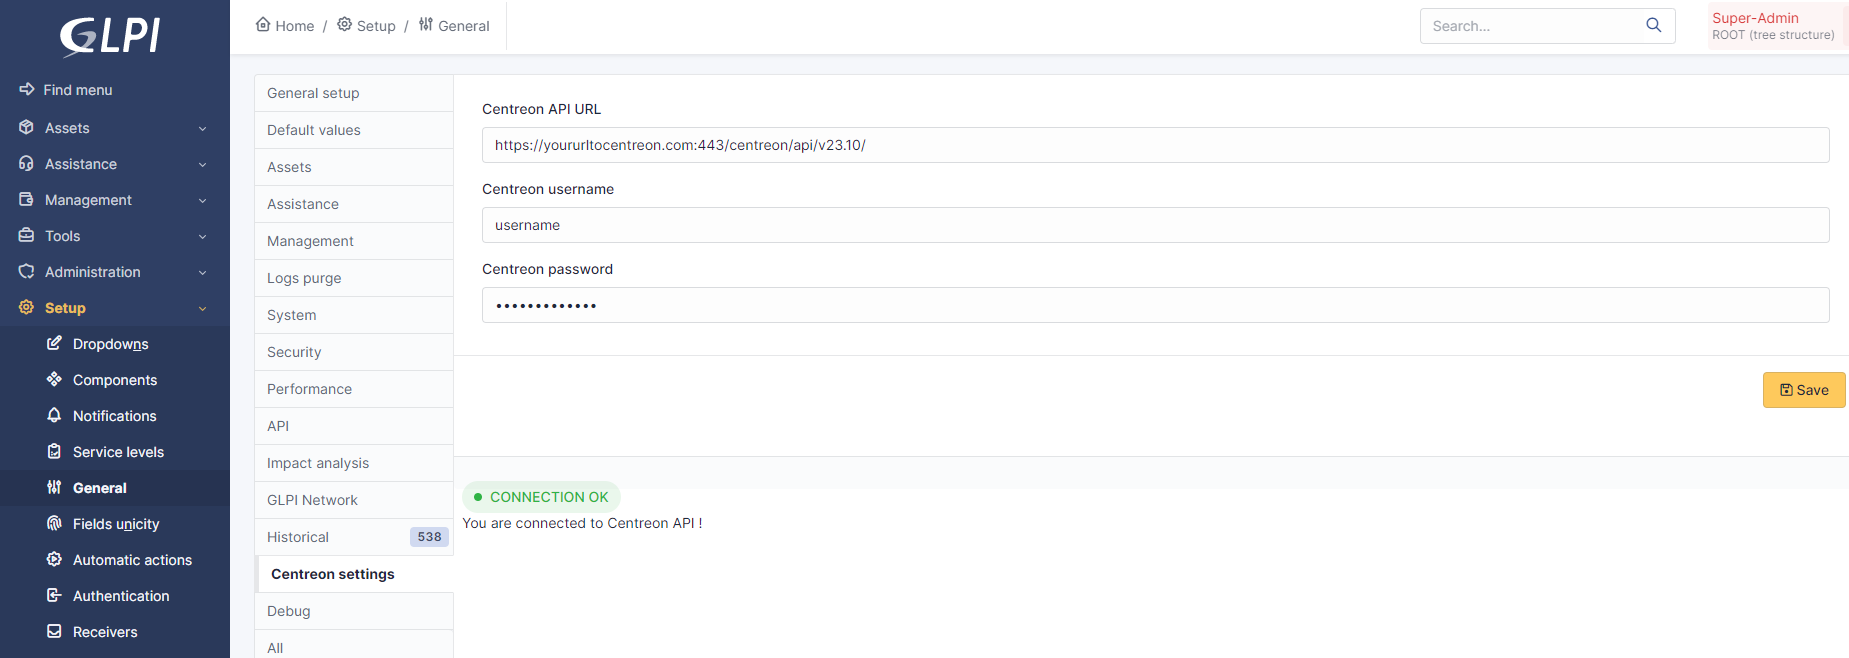 GLPI
Find menu
Assets
Assistance
Management
Tools
Administration
Setup
Dropdowns
Components
Notifications
Service levels
General
Fields unicity
Automatic actions
Authentication
Receivers
Home / Setup / General
Search...
Super-Admin
ROOT (tree structure)
General setup
Default values
Assets
Assistance
Management
Logs purge
System
Security
Performance
API
Impact analysis
GLPI Network
Historical 538
Centreon settings
Debug
All
Centreon API URL
https://yoururltocentreon.com:443/centreon/api/v23.10/
Centreon username
username
Centreon password
•••••••••••••
Save
CONNECTION OK
You are connected to Centreon API !